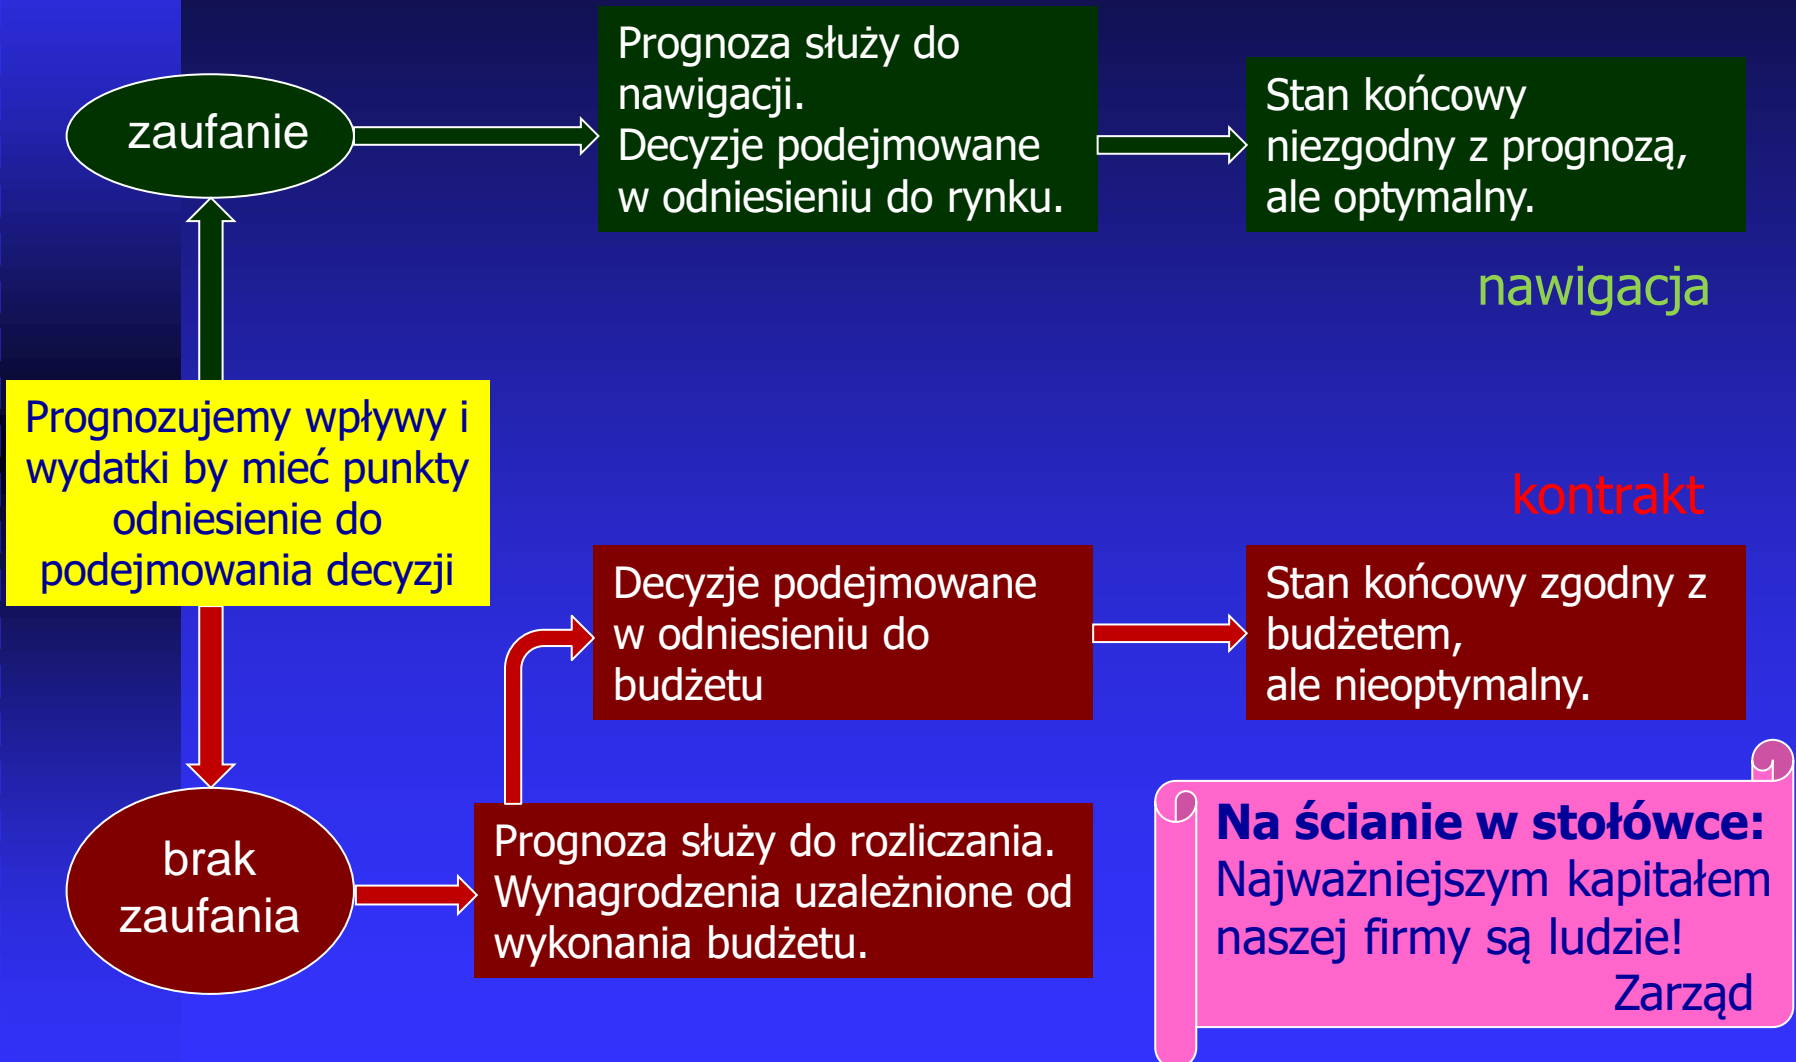 zaufanie
Prognoza służy do
nawigacji.
Decyzje podejmowane
w odniesieniu do rynku.
Stan końcowy
niezgodny z prognozą,
ale optymalny.
nawigacja
Prognozujemy wpływy i
wydatki by mieć punkty
odniesienie do
podejmowania decyzji
kontrakt
Decyzje podejmowane
w odniesieniu do
budżetu
Stan końcowy zgodny z
budżetem,
ale nieoptymalny.
brak
zaufania
Prognoza służy do rozliczania.
Wynagrodzenia uzależnione od
wykonania budżetu.
Na ścianie w stołówce:
Najważniejszym kapitałem
naszej firmy są ludzie!
Zarząd